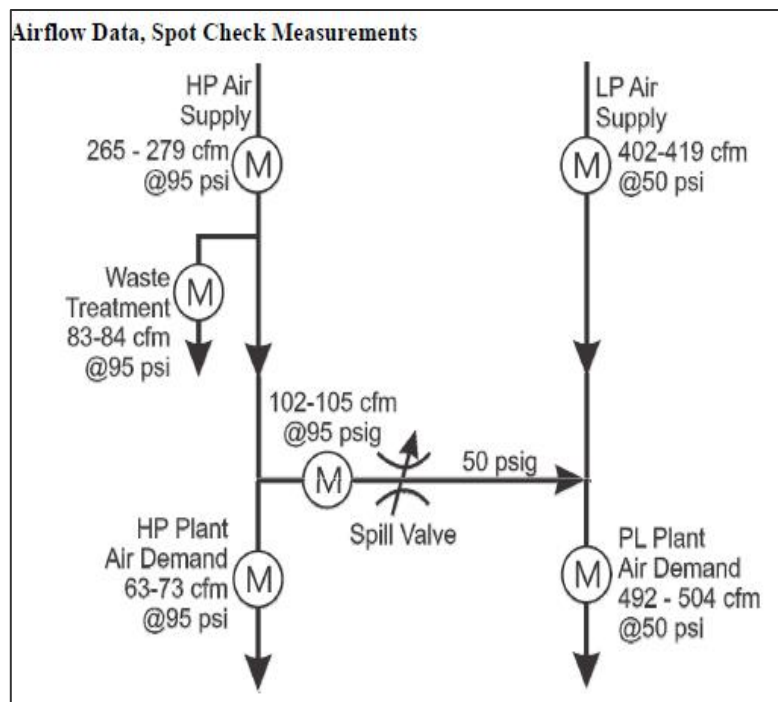 Airflow Data, Spot Check Measurements
HP Air
Supply
265 - 279 cfm
@95 psi
M
LP Air
Supply
402-419 cfm
@50 psi
M
Waste
Treatment
83-84 cfm
@95 psi
M
102-105 cfm
@95 psig
M
50 psig
Spill Valve
HP Plant
Air Demand
63-73 cfm
@95 psi
M
PL Plant
Air Demand
492 - 504 cfm
@50 psi
M